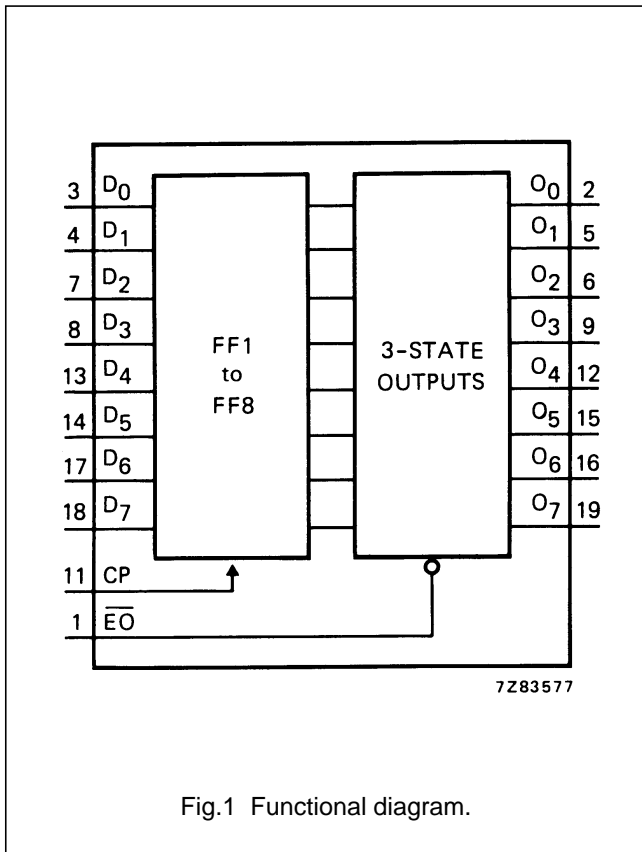 3 D0 O0 2
4 D1 O1 5
7 D2 O2 6
8 D3 O3 9
13 D4 O4 12
14 D5 O5 15
17 D6 O6 16
18 D7 O7 19
FF1
to
FF8
3-STATE
OUTPUTS
11 CP
1 E̅O̅
7Z83577
Fig.1 Functional diagram.